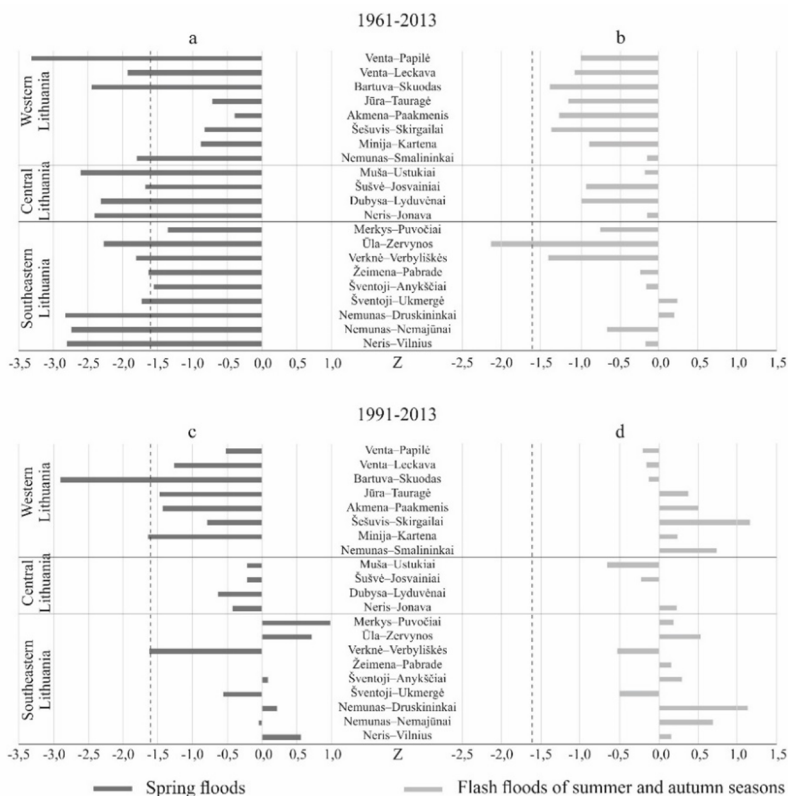 1961-2013
a
b
Western
Lithuania
Central
Lithuania
Southeastern
Lithuania
Venta–Papilė
Venta–Leckava
Bartuva–Skuodas
Jūra–Tauragė
Akmena–Paakmenis
Šešuvis–Skirgailai
Minija–Kartena
Nemunas–Smalininkai
Muša–Ustukiai
Šušvė–Josvainiai
Dubysa–Lyduvėnai
Neris–Jonava
Merkys–Puvočiai
Ūla–Zervynos
Verknė–Verbyliškės
Žeimena–Pabrade
Šventoji–Anykščiai
Šventoji–Ukmergė
Nemunas–Druskininkai
Nemunas–Nemajūnai
Neris–Vilnius
-3,5 -3,0 -2,5 -2,0 -1,5 -1,0 -0,5 0,0 0,5 1,0 Z -2,5 -2,0 -1,5 -1,0 -0,5 0,0 0,5 1,0 1,5
1991-2013
c
d
Western
Lithuania
Central
Lithuania
Southeastern
Lithuania
Venta–Papilė
Venta–Leckava
Bartuva–Skuodas
Jūra–Tauragė
Akmena–Paakmenis
Šešuvis–Skirgailai
Minija–Kartena
Nemunas–Smalininkai
Muša–Ustukiai
Šušvė–Josvainiai
Dubysa–Lyduvėnai
Neris–Jonava
Merkys–Puvočiai
Ūla–Zervynos
Verknė–Verbyliškės
Žeimena–Pabrade
Šventoji–Anykščiai
Šventoji–Ukmergė
Nemunas–Druskininkai
Nemunas–Nemajūnai
Neris–Vilnius
-3,5 -3,0 -2,5 -2,0 -1,5 -1,0 -0,5 0,0 0,5 1,0 Z -2,5 -2,0 -1,5 -1,0 -0,5 0,0 0,5 1,0 1,5
Spring floods
Flash floods of summer and autumn seasons